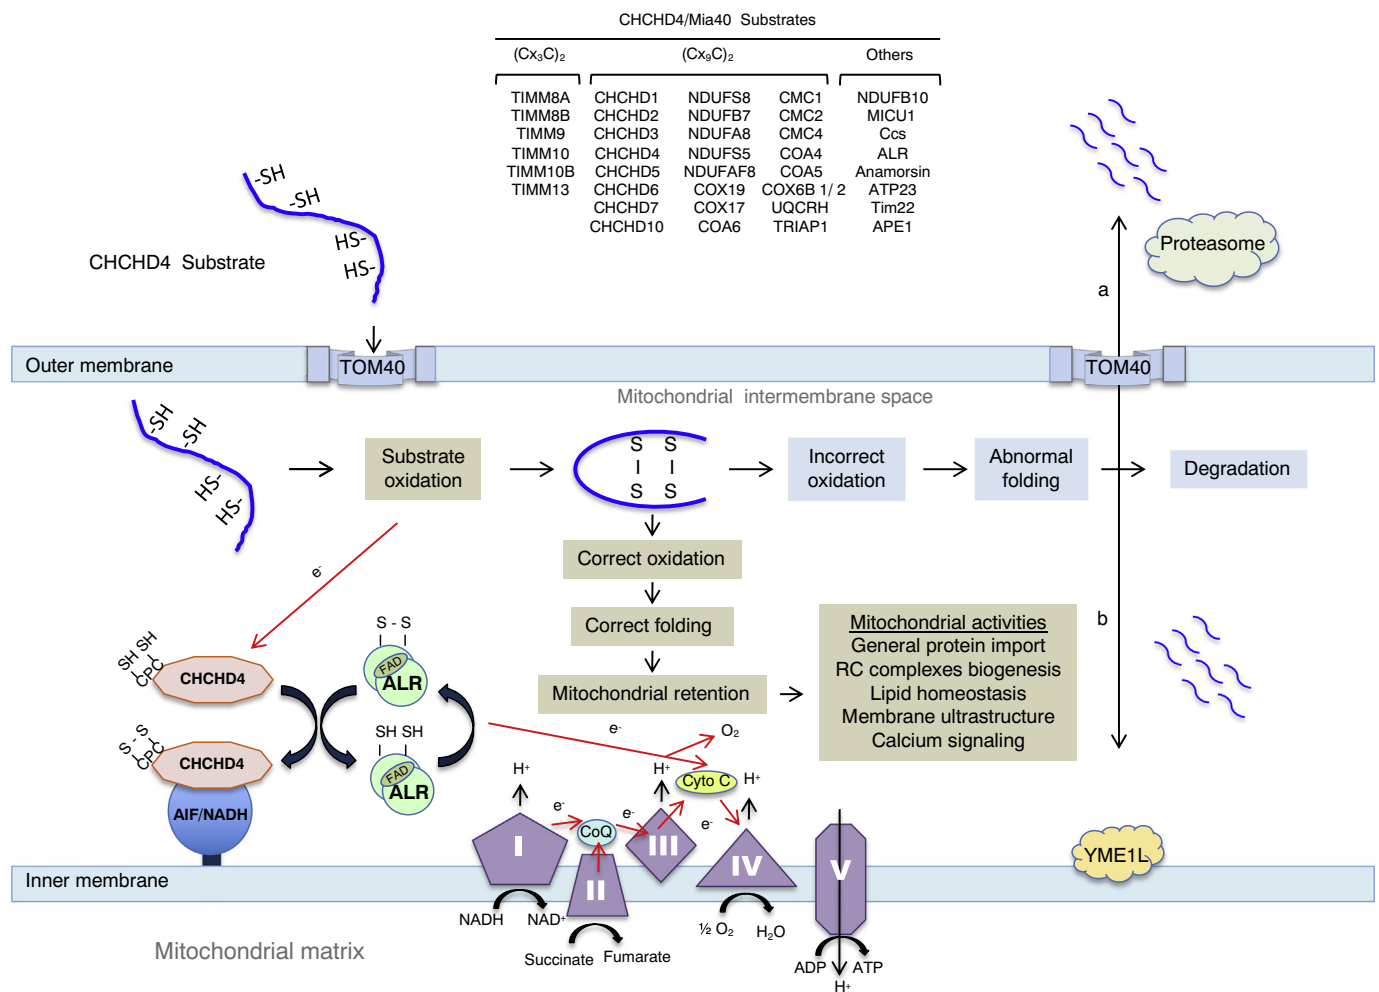 CHCHD4/Mia40 Substrates
(Cx₃C)₂ (Cx₉C)₂ Others
TIMM8A CHCHD1 NDUFS8 CMC1 NDUFB10
TIMM8B CHCHD2 NDUFB7 CMC2 MICU1
TIMM9 CHCHD3 NDUFA8 CMC4 Ccs
TIMM10 CHCHD4 NDUFS5 COA4 ALR
TIMM10B CHCHD5 NDUFAF8 COA5 Anamorsin
TIMM13 CHCHD6 COX19 COX6B 1/ 2 ATP23
CHCHD7 COX17 UQCRH Tim22
CHCHD10 COA6 TRIAP1 APE1
-SH
-SH
HS-
HS-
CHCHD4 Substrate
Proteasome
a
Outer membrane
TOM40
TOM40
Mitochondrial intermembrane space
-SH
-SH
HS-
HS-
Substrate
oxidation
S S
I I
S S
Incorrect
oxidation
Abnormal
folding
Degradation
Correct oxidation
e⁻
Correct folding
Mitochondrial retention
Mitochondrial activities
General protein import
RC complexes biogenesis
Lipid homeostasis
Membrane ultrastructure
Calcium signaling
b
SH SH
CPC
CHCHD4
S - S
FAD
ALR
S - S
CPC
CHCHD4
AIF/NADH
SH SH
FAD
ALR
e⁻
O₂
H⁺
H⁺
Cyto C
H⁺
e⁻
CoQ
e⁻
e⁻
I
II
III
IV
V
YME1L
Inner membrane
NADH NAD⁺
Succinate Fumarate
½ O₂ H₂O
ADP ATP
H⁺
Mitochondrial matrix